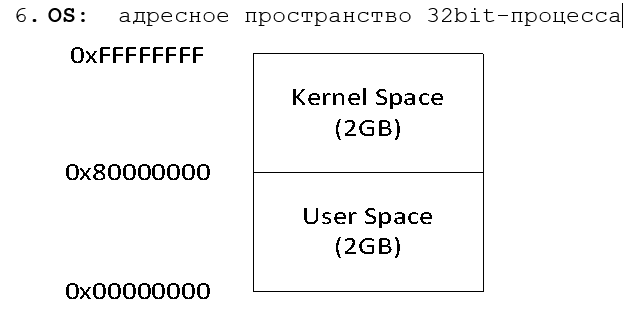 6. OS: адресное пространство 32bit-процесса
0xFFFFFFFF
Kernel Space
(2GB)
0x80000000
User Space
(2GB)
0x00000000